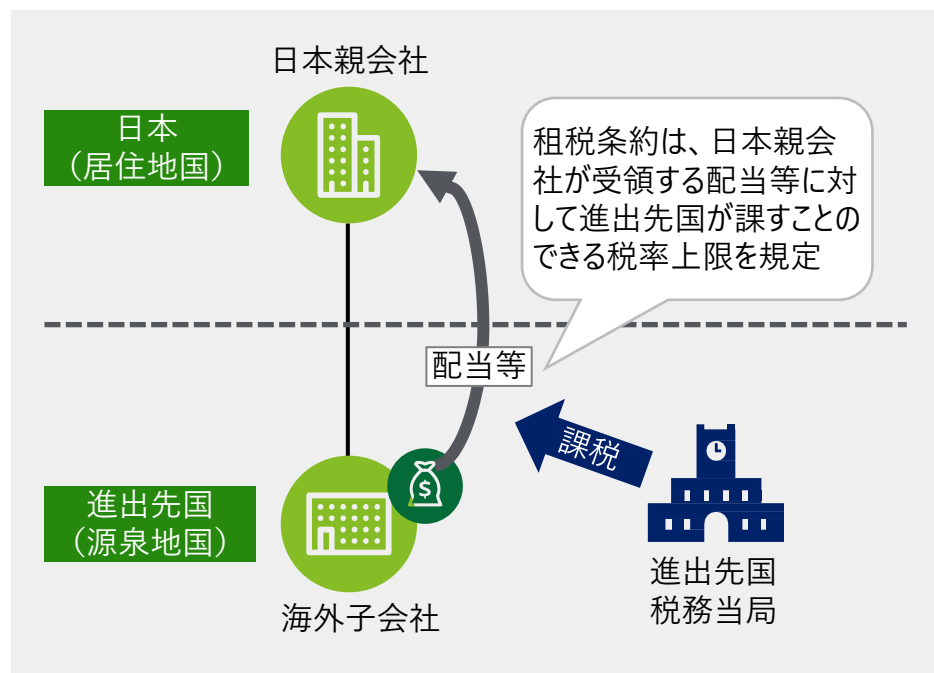 日本親会社
日本
（居住地国）
租税条約は、日本親会
社が受領する配当等に対
して進出先国が課すことの
できる税率上限を規定
配当等
課税
$
進出先国
（源泉地国）
海外子会社
進出先国
税務当局